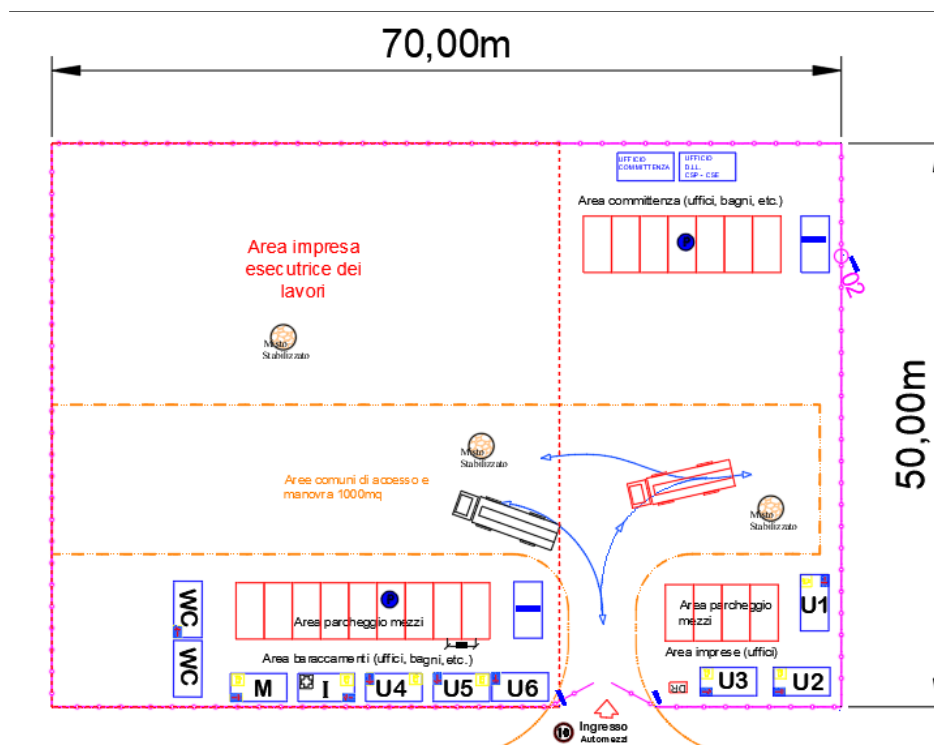 70,00m
UFFICIO
COMMITTENZA
UFFICIO
D.L.L.
CSP - CSE
Area committenza (uffici, bagni, etc.)
P
02
Area impresa
esecutrice dei
lavori
Misto
Stabilizzato
50,00m
Misto
Stabilizzato
Aree comuni di accesso e
manovra 1000mq
Misto
Stabilizzato
WC
WC
P
Area parcheggio mezzi
Area baraccamenti (uffici, bagni, etc.)
M
I
U4
U5
U6
Area parcheggio
mezzi
U1
Area imprese (uffici)
DR
U3
U2
10
Ingresso
Automezzi